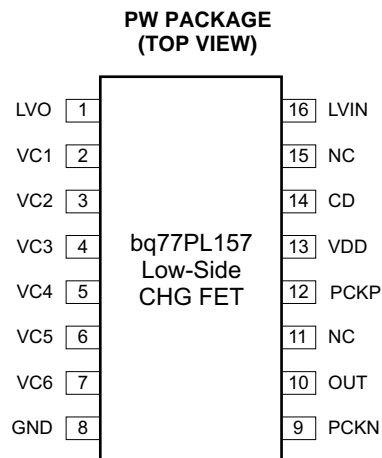 PW PACKAGE
(TOP VIEW)
LVO 1
16 LVIN
VC1 2
15 NC
VC2 3
14 CD
VC3 4
13 VDD
VC4 5
12 PCKP
VC5 6
11 NC
VC6 7
10 OUT
GND 8
9 PCKN
bq77PL157
Low-Side
CHG FET